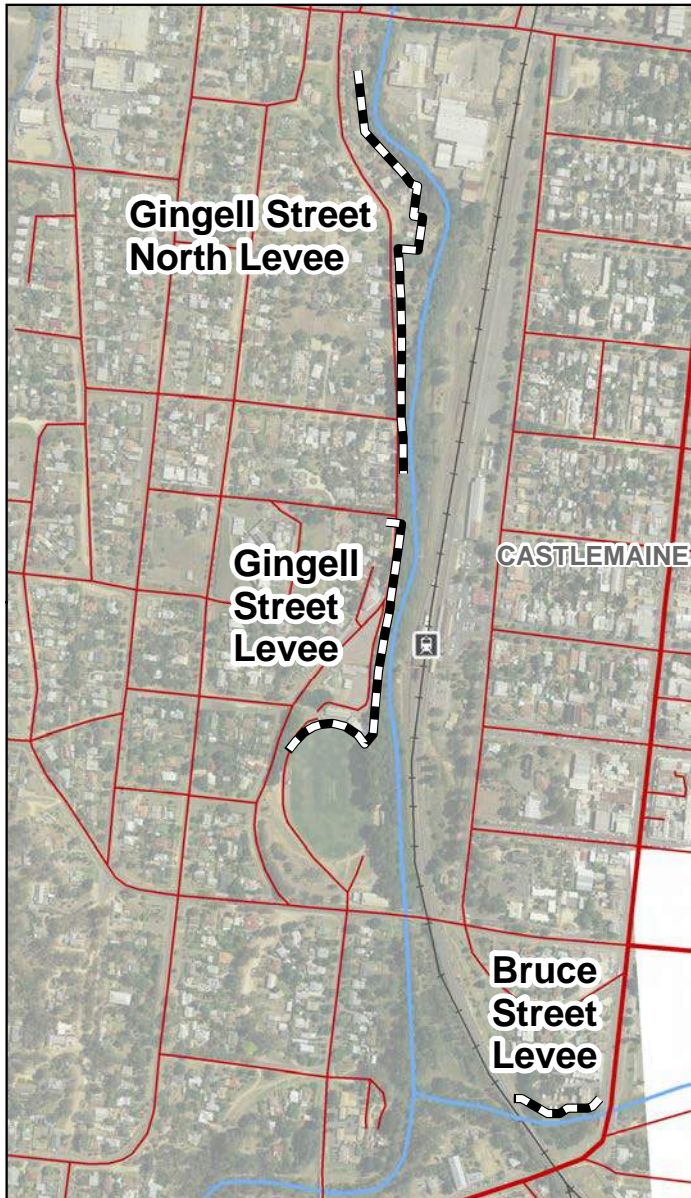 Gingell Street
North Levee
Gingell
Street
Levee
CASTLEMAINE
Bruce
Street
Levee